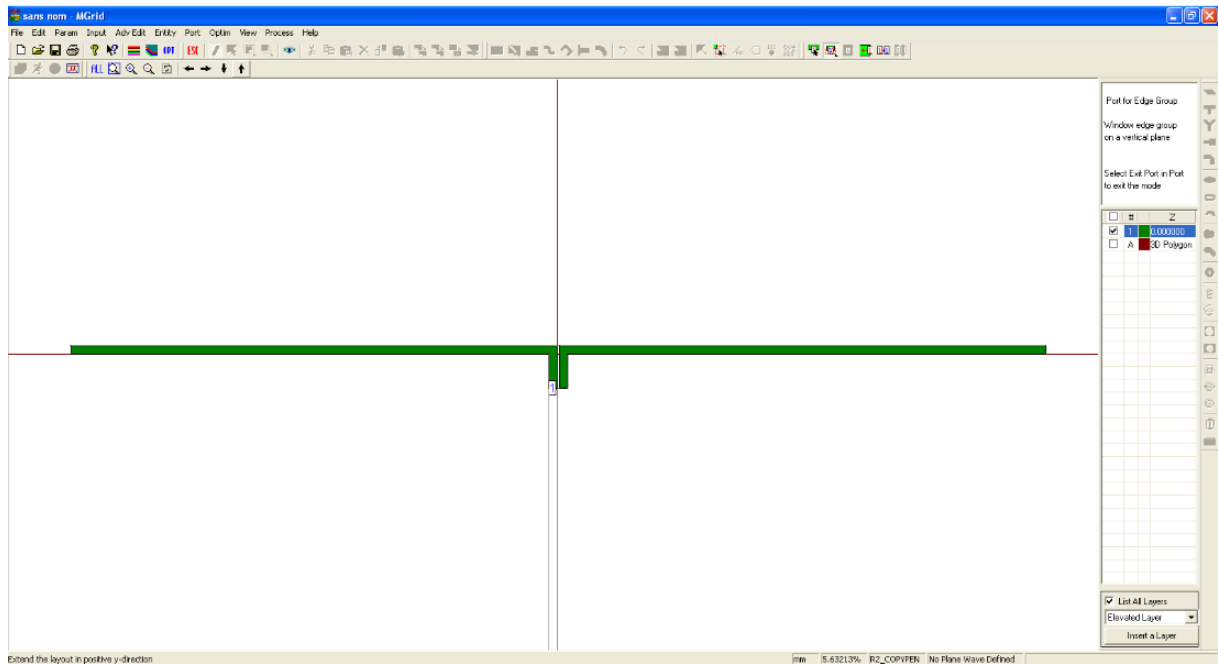 sans nom - MGrid
File Edit Param Input Adv Edit Entity Port Optim View Process Help
ESC
ALL
Port for Edge Group
Window edge group
on a vertical plane
Select Exit Port in Port
to exit the mode
# Z
1 0.000000
A 3D Polygon
1
List All Layers
Elevated Layer
Insert a Layer
Extend the layout in positive y-direction mm 5.63213% R2_COPYPEN No Plane Wave Defined